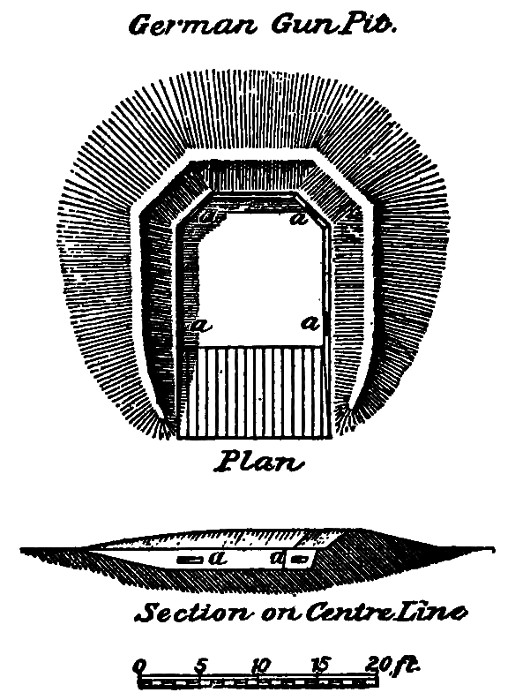 German Gun Pit.
a a
a a
Plan
a a
Section on Centre Line
0 5 10 15 20 ft.